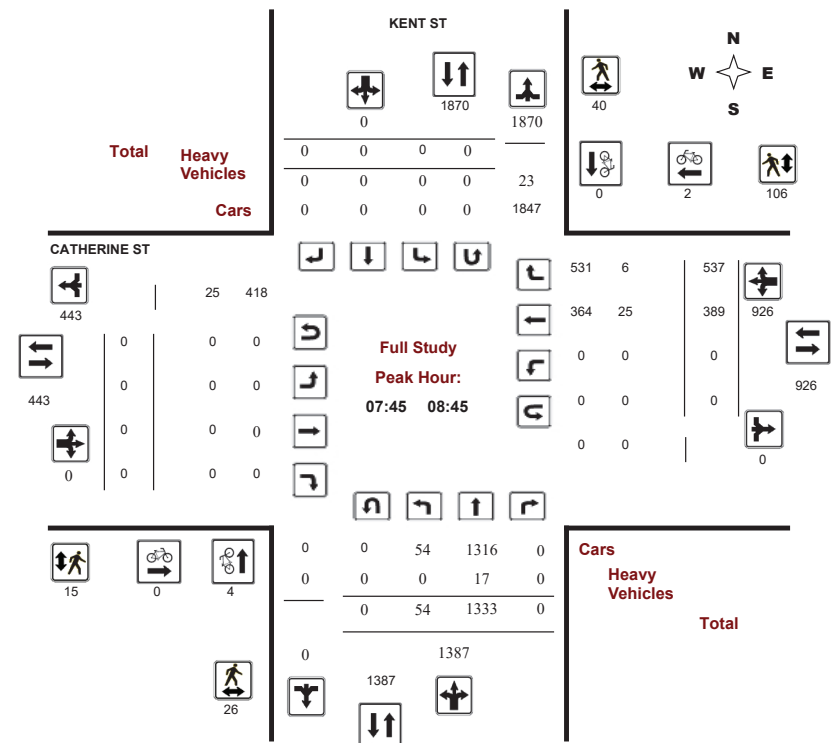 KENT ST
N
W E
S
1870
40
0 1870
0 0 0 0
Total Heavy
Vehicles
0 0 0 0 23
Cars 0 0 0 0 1847
0 2 106
CATHERINE ST
443
25 418
531 6 537
364 25 389 926
0 0 0
Full Study
0 0 0
Peak Hour:
443
0 0 0
07:45 08:45
0 0 0
926
0 0 0
0
0 0 0
0 0
0
15 0 4
26
0 0 54 1316 0 Cars
0 0 0 17 0 Heavy
Vehicles
0 54 1333 0
Total
0 1387
1387